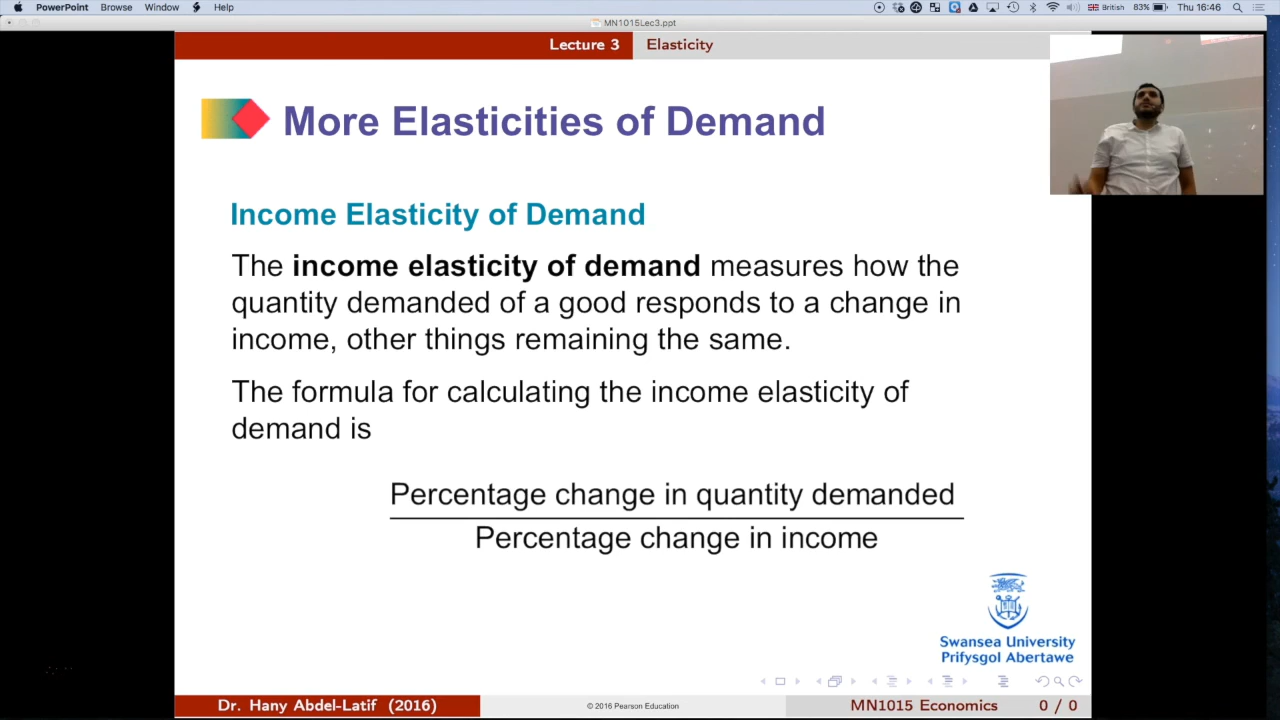 PowerPoint Browse Window Help
British 83% Thu 16:46
MN1015Lec3.ppt
Lecture 3 Elasticity
More Elasticities of Demand
Income Elasticity of Demand
The income elasticity of demand measures how the
quantity demanded of a good responds to a change in
income, other things remaining the same.
The formula for calculating the income elasticity of
demand is
Percentage change in quantity demanded
Percentage change in income
Swansea University
Prifysgol Abertawe
Dr. Hany Abdel-Latif (2016) © 2016 Pearson Education MN1015 Economics 0 / 0